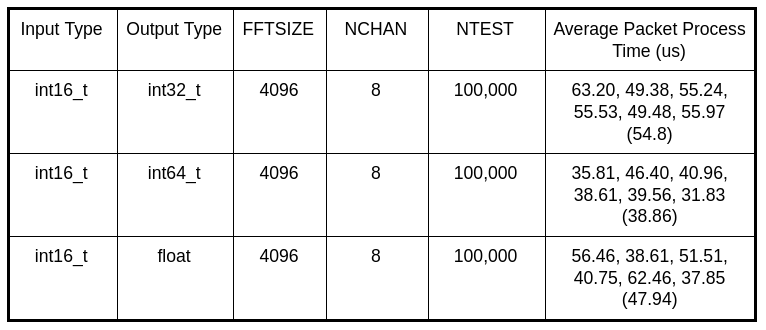 Input Type Output Type FFTSIZE NCHAN NTEST Average Packet Process
Time (us)
int16_t int32_t 4096 8 100,000 63.20, 49.38, 55.24,
55.53, 49.48, 55.97
(54.8)
int16_t int64_t 4096 8 100,000 35.81, 46.40, 40.96,
38.61, 39.56, 31.83
(38.86)
int16_t float 4096 8 100,000 56.46, 38.61, 51.51,
40.75, 62.46, 37.85
(47.94)